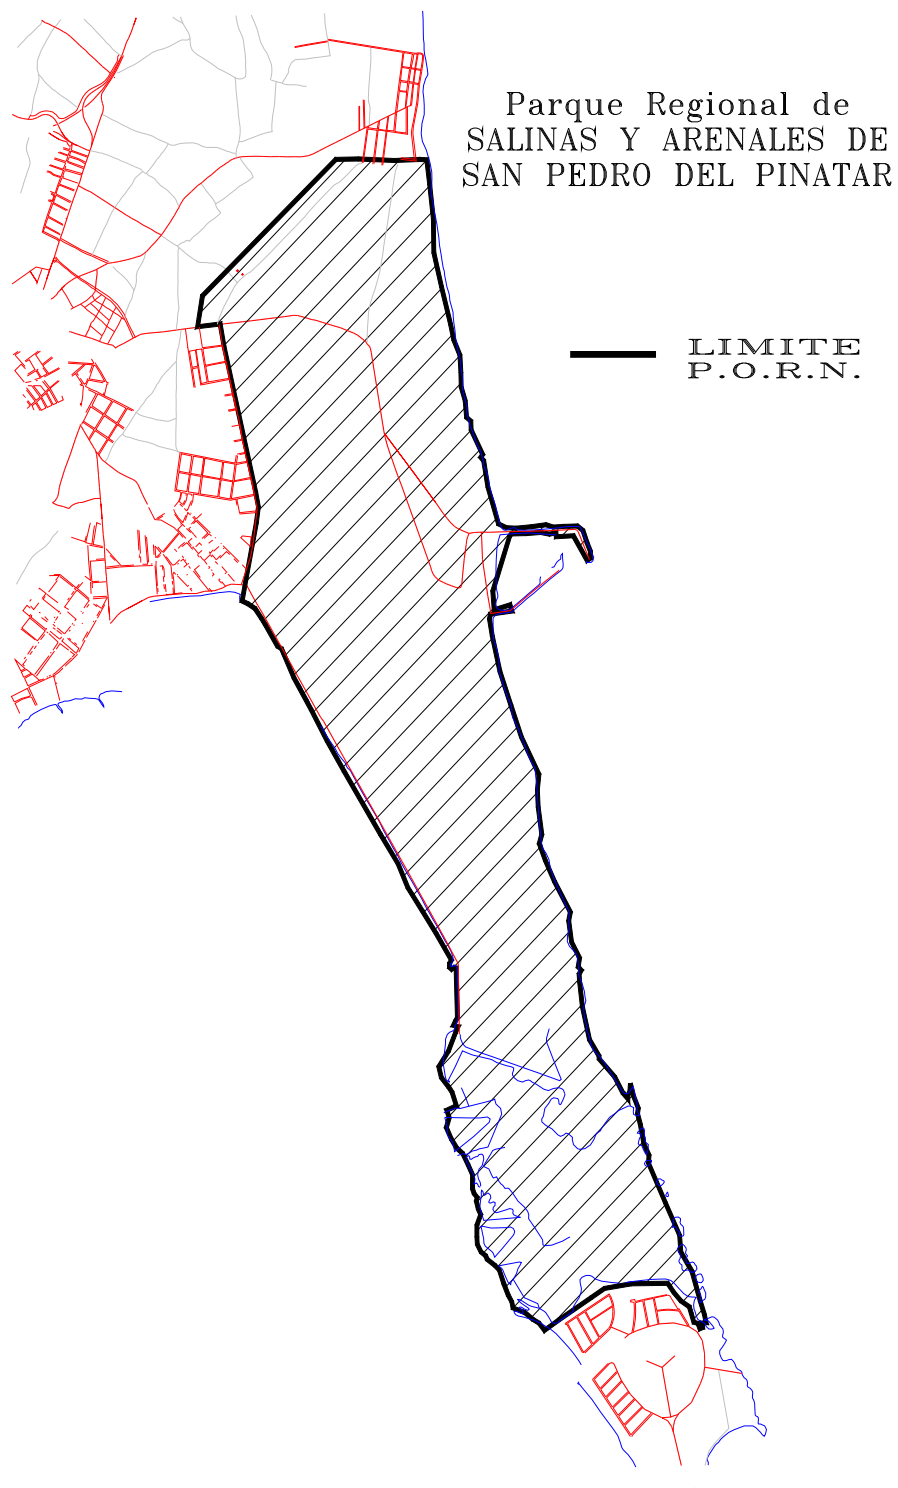 Parque Regional de
SALINAS Y ARENALES DE
SAN PEDRO DEL PINATAR
LIMITE
P.O.R.N.